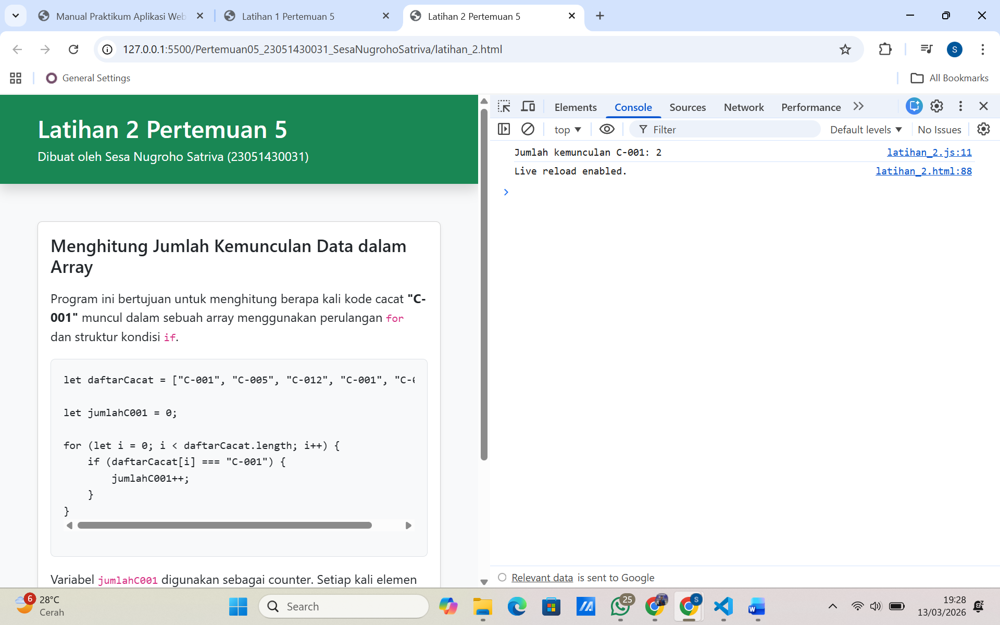 Manual Praktikum Aplikasi Web
Latihan 1 Pertemuan 5
Latihan 2 Pertemuan 5
127.0.0.1:5500/Pertemuan05_23051430031_SesaNugrohoSatriva/latihan_2.html
S
General Settings
All Bookmarks
Latihan 2 Pertemuan 5
Dibuat oleh Sesa Nugroho Satriva (23051430031)
Menghitung Jumlah Kemunculan Data dalam
Array
Program ini bertujuan untuk menghitung berapa kali kode cacat "C-
001" muncul dalam sebuah array menggunakan perulangan for
dan struktur kondisi if.
let daftarCacat = ["C-001", "C-005", "C-012", "C-001", "C-
let jumlahC001 = 0;
for (let i = 0; i < daftarCacat.length; i++) {
if (daftarCacat[i] === "C-001") {
jumlahC001++;
}
}
Variabel jumlahC001 digunakan sebagai counter. Setiap kali elemen
Elements
Console
Sources
Network
Performance
top
Filter
Default levels
No Issues
Jumlah kemunculan C-001: 2 latihan_2.js:11
Live reload enabled. latihan_2.html:88
Relevant data is sent to Google
6
28°C
Cerah
Search
25
S
19:28
13/03/2026